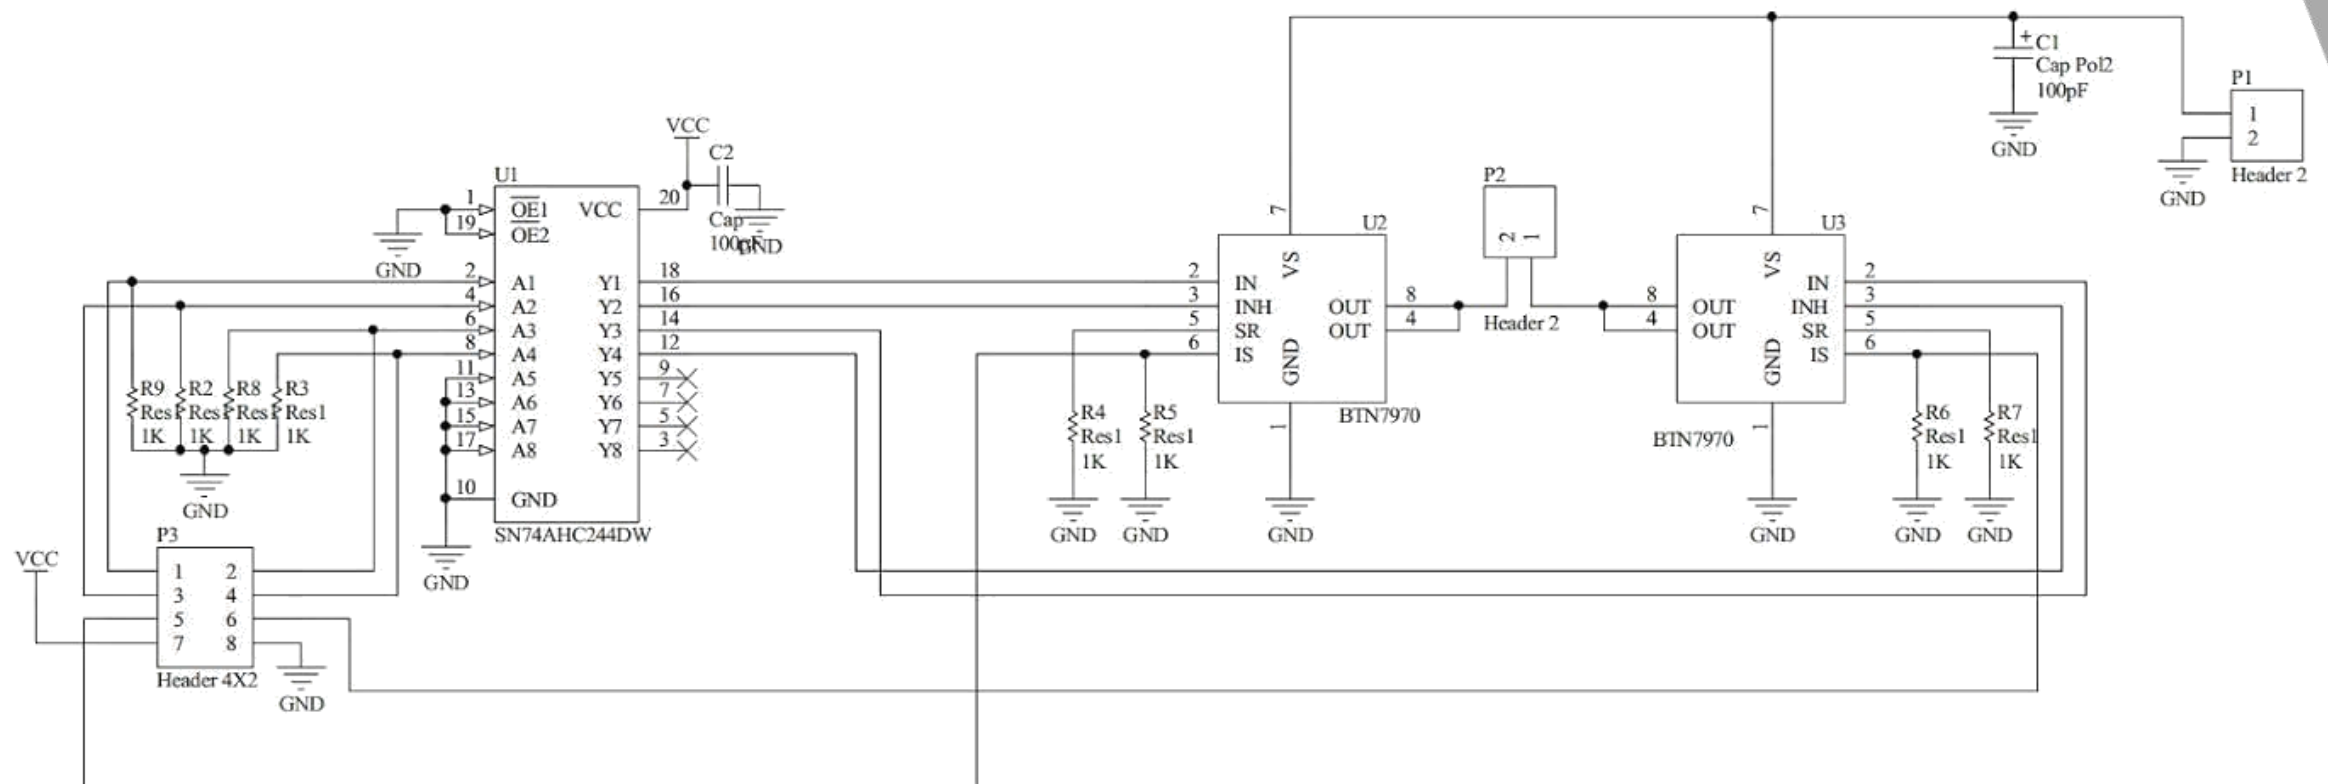 C1
Cap Pol2
100pF
GND
P1
1
2
Header 2
GND
VCC
C2
Cap
GND
U1
1
19
OE1
OE2
VCC
20
GND
2
4
6
8
11
13
15
17
10
A1
A2
A3
A4
A5
A6
A7
A8
GND
Y1
Y2
Y3
Y4
Y5
Y6
Y7
Y8
18
16
14
12
9
7
5
3
SN74AHC244DW
GND
R9
Res1
1K
R2
Res1
1K
R8
Res1
1K
R3
Res1
1K
GND
P3
1 2
3 4
5 6
7 8
Header 4X2
VCC
GND
U2
7
VS
2
3
5
6
IN
INH
SR
IS
OUT
OUT
8
4
GND
1
BTN7970
GND
R4
Res1
1K
GND
R5
Res1
1K
GND
P2
2
1
Header 2
U3
7
VS
8
4
OUT
OUT
IN
INH
SR
IS
2
3
5
6
GND
1
BTN7970
GND
R6
Res1
1K
GND
R7
Res1
1K
GND